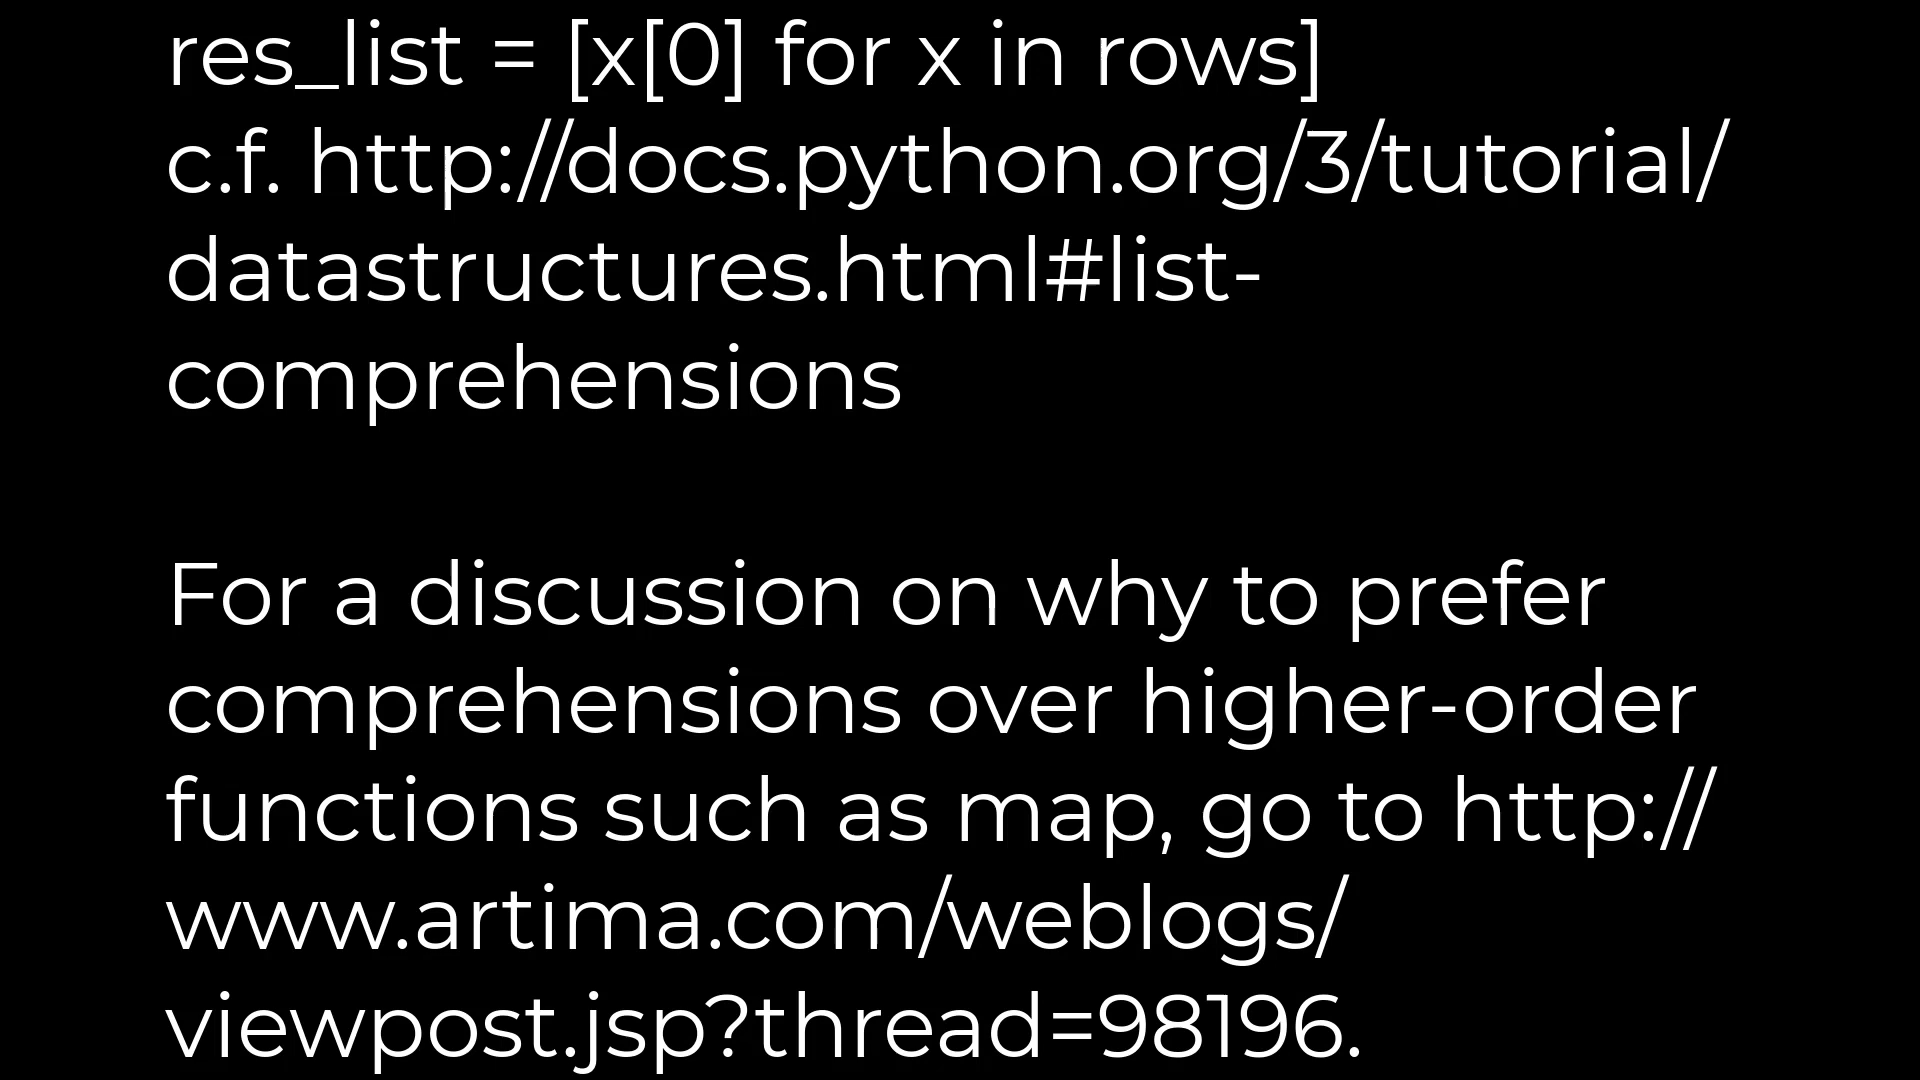 res_list = [x[0] for x in rows]
c.f. http://docs.python.org/3/tutorial/
datastructures.html#list-
comprehensions
For a discussion on why to prefer
comprehensions over higher-order
functions such as map, go to http://
www.artima.com/weblogs/
viewpost.jsp?thread=98196.